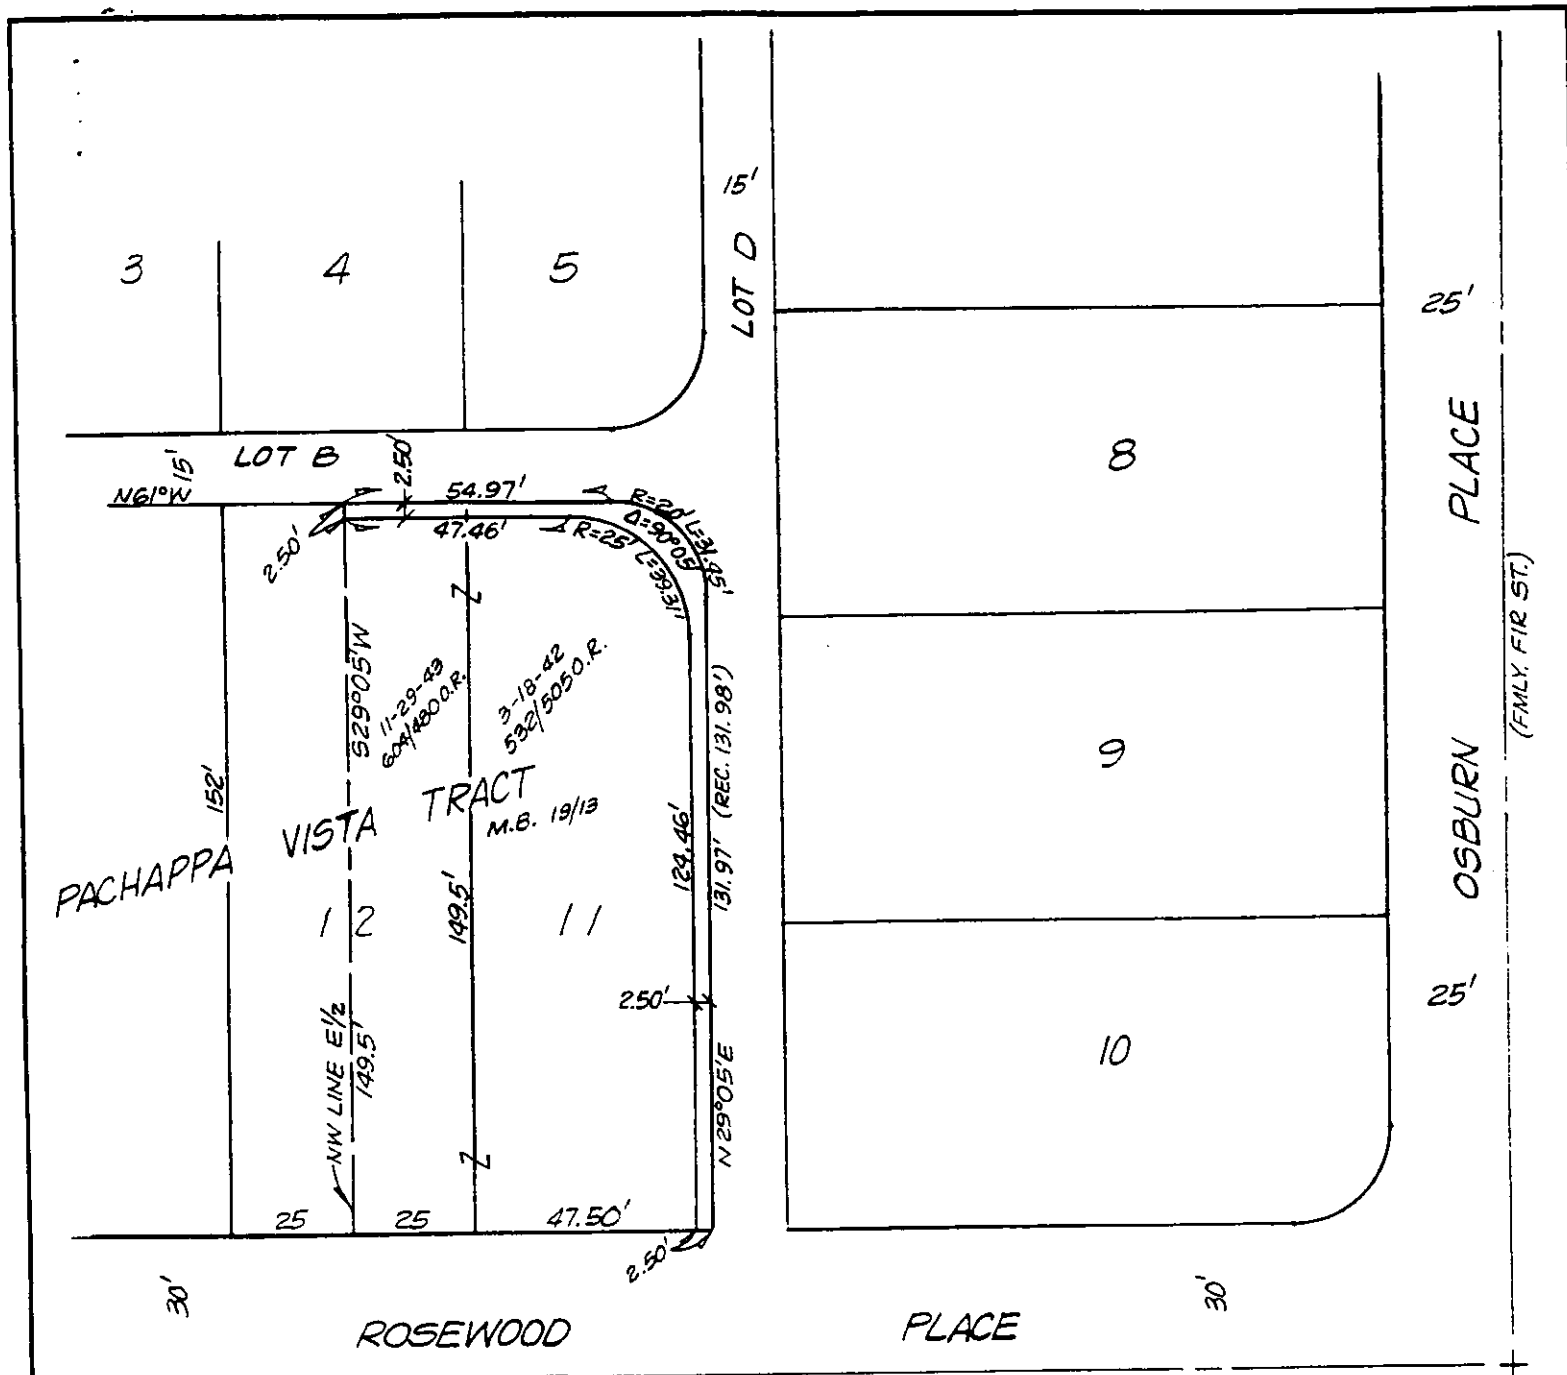 15'
LOT D
3
4
5
25'
LOT B
15'
2.50'
N61°W
54.97'
R=20' L=31.45'
Δ=90°05'
47.46'
R=25' L=39.31'
2.50'
8
PLACE
(FMLY. FIR ST.)
S29°05'W
11-29-43
604/480 O.R.
3-18-42
532/505 O.R.
131.97' (REC. 131.98')
9
152'
PACHAPPA VISTA TRACT
M.B. 19/13
124.46'
OSBURN
12
149.5'
11
2.50'
25'
NW LINE E'½
149.5'
N29°05'E
10
25
25
47.50'
2.50'
30'
30'
ROSEWOOD PLACE